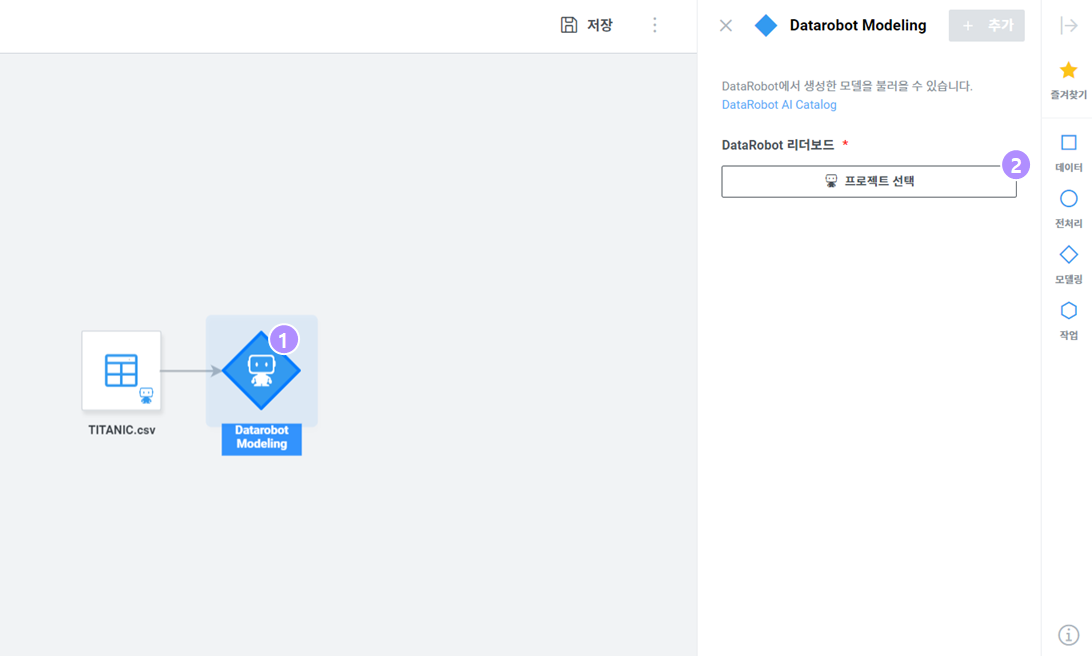 저장
Datarobot Modeling
+ 추가
DataRobot에서 생성한 모델을 불러올 수 있습니다.
DataRobot AI Catalog
DataRobot 리더보드 *
프로젝트 선택
2
즐겨찾기
데이터
전처리
모델링
작업
1
TITANIC.csv
Datarobot
Modeling